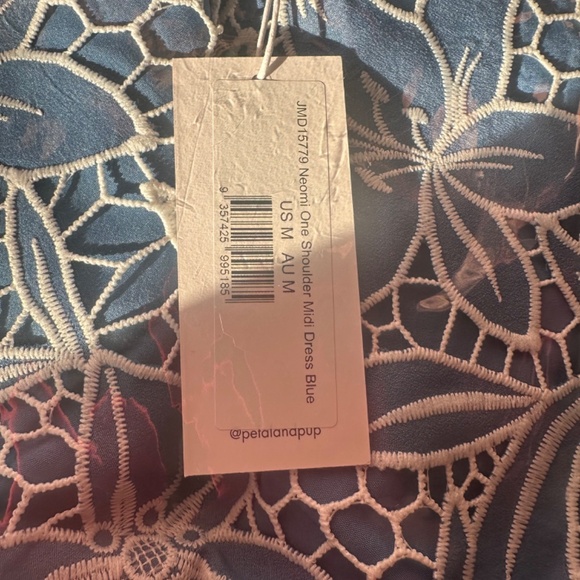 JMD15779 Neomi One Shoulder Midi Dress Blue
US M AU M
9 357425 995185
@petalandpup